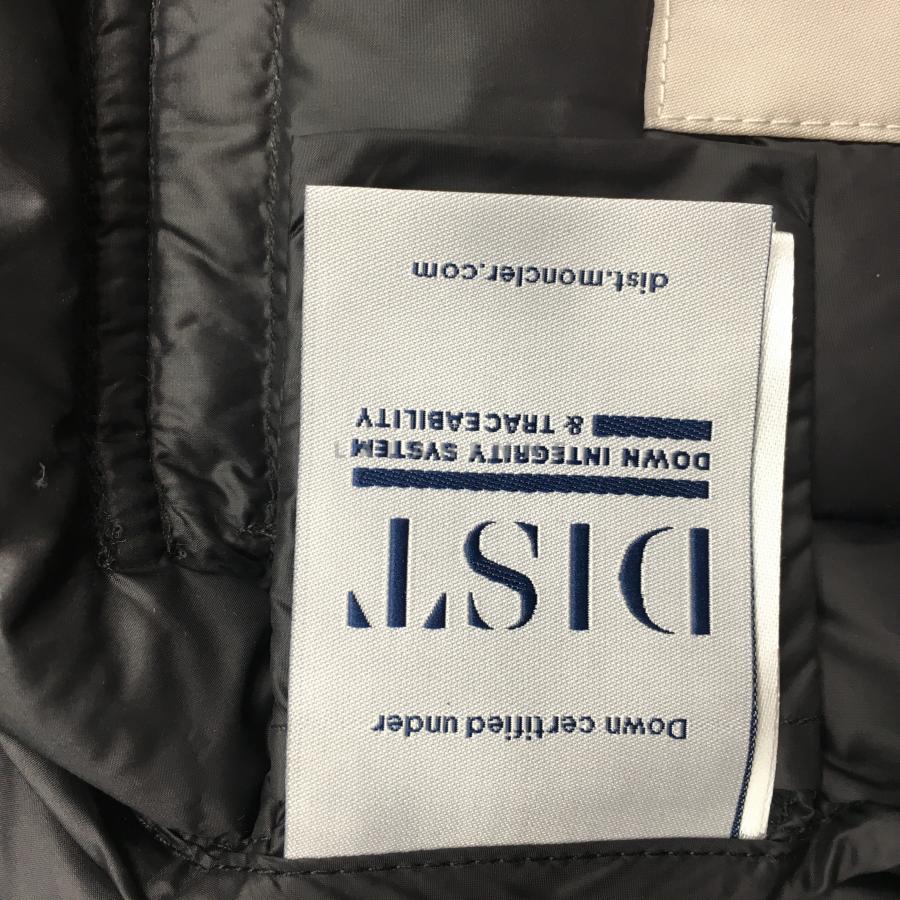 Down certified under
DIST
DOWN INTEGRITY SYSTEM
& TRACEABILITY
dist.moncler.com